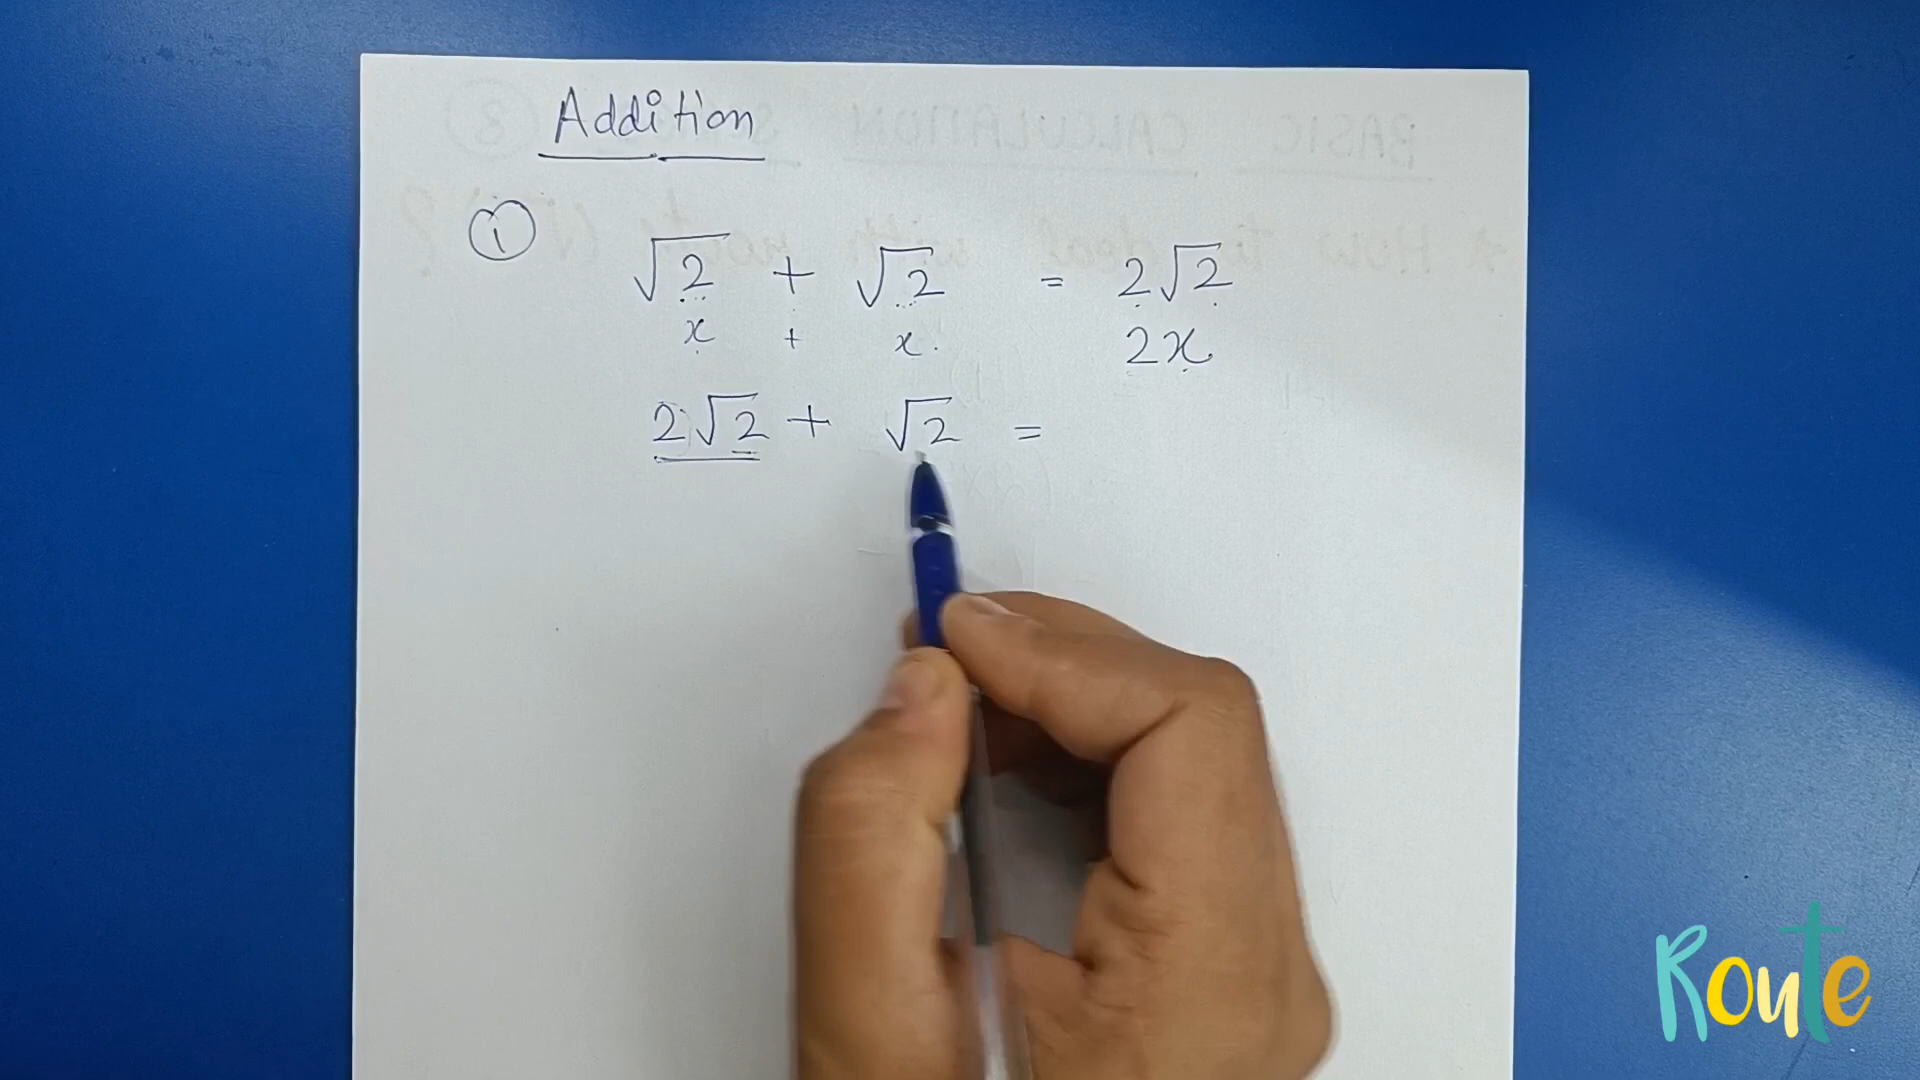 Addition
① √2 + √2 = 2√2
x + x 2x
2√2 + √2 =
Route